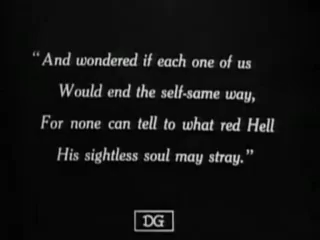 “And wondered if each one of us
Would end the self-same way,
For none can tell to what red Hell
His sightless soul may stray.”
DG